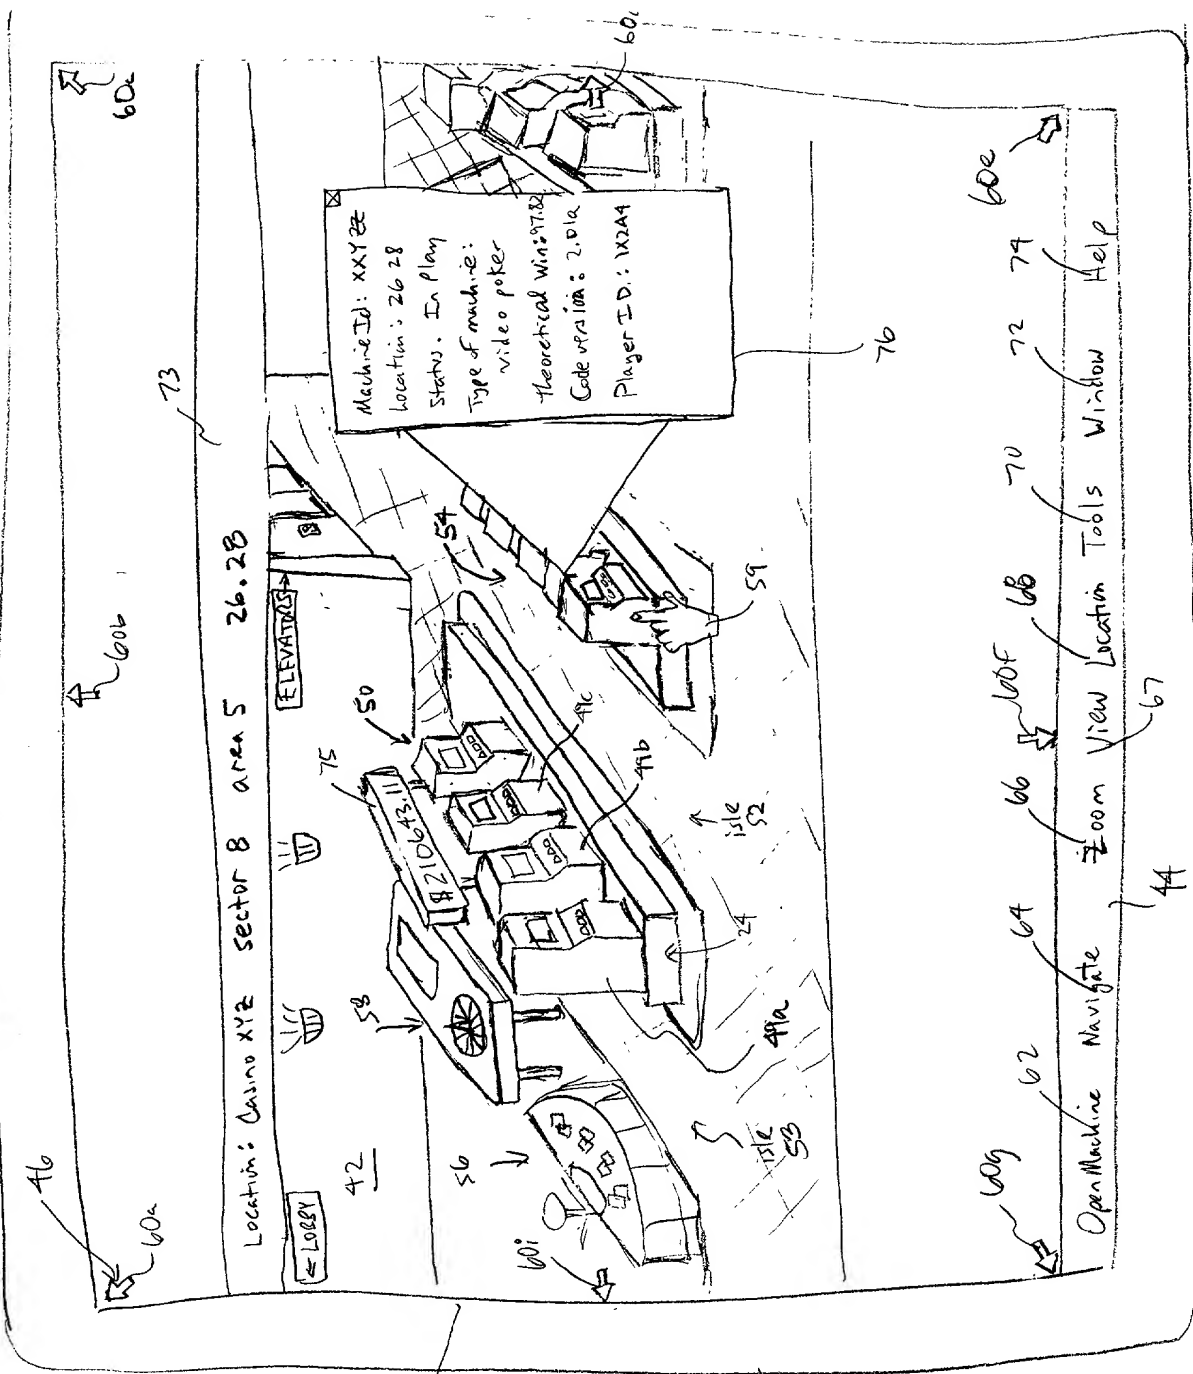 46
60a
60b
60c
73
Location: Casino XYZ sector 8 area 5 26.28
← LOBBY
ELEVATORS →
42
58
75
50
$210643.11
56
54
Machine Id: XXYZZ
Location: 26 28
Status. In Play
Type of machine:
video poker
Theoretical Win: 97.82
Code version: 2.01a
Player ID.: 1X2A4
60i
49c
49b
24
49a
59
76
isle
52
isle
53
60g
62
64
66
60F
68
70
72
74
60e
Open Machine Navigate Zoom View Location Tools Window Help
67
44